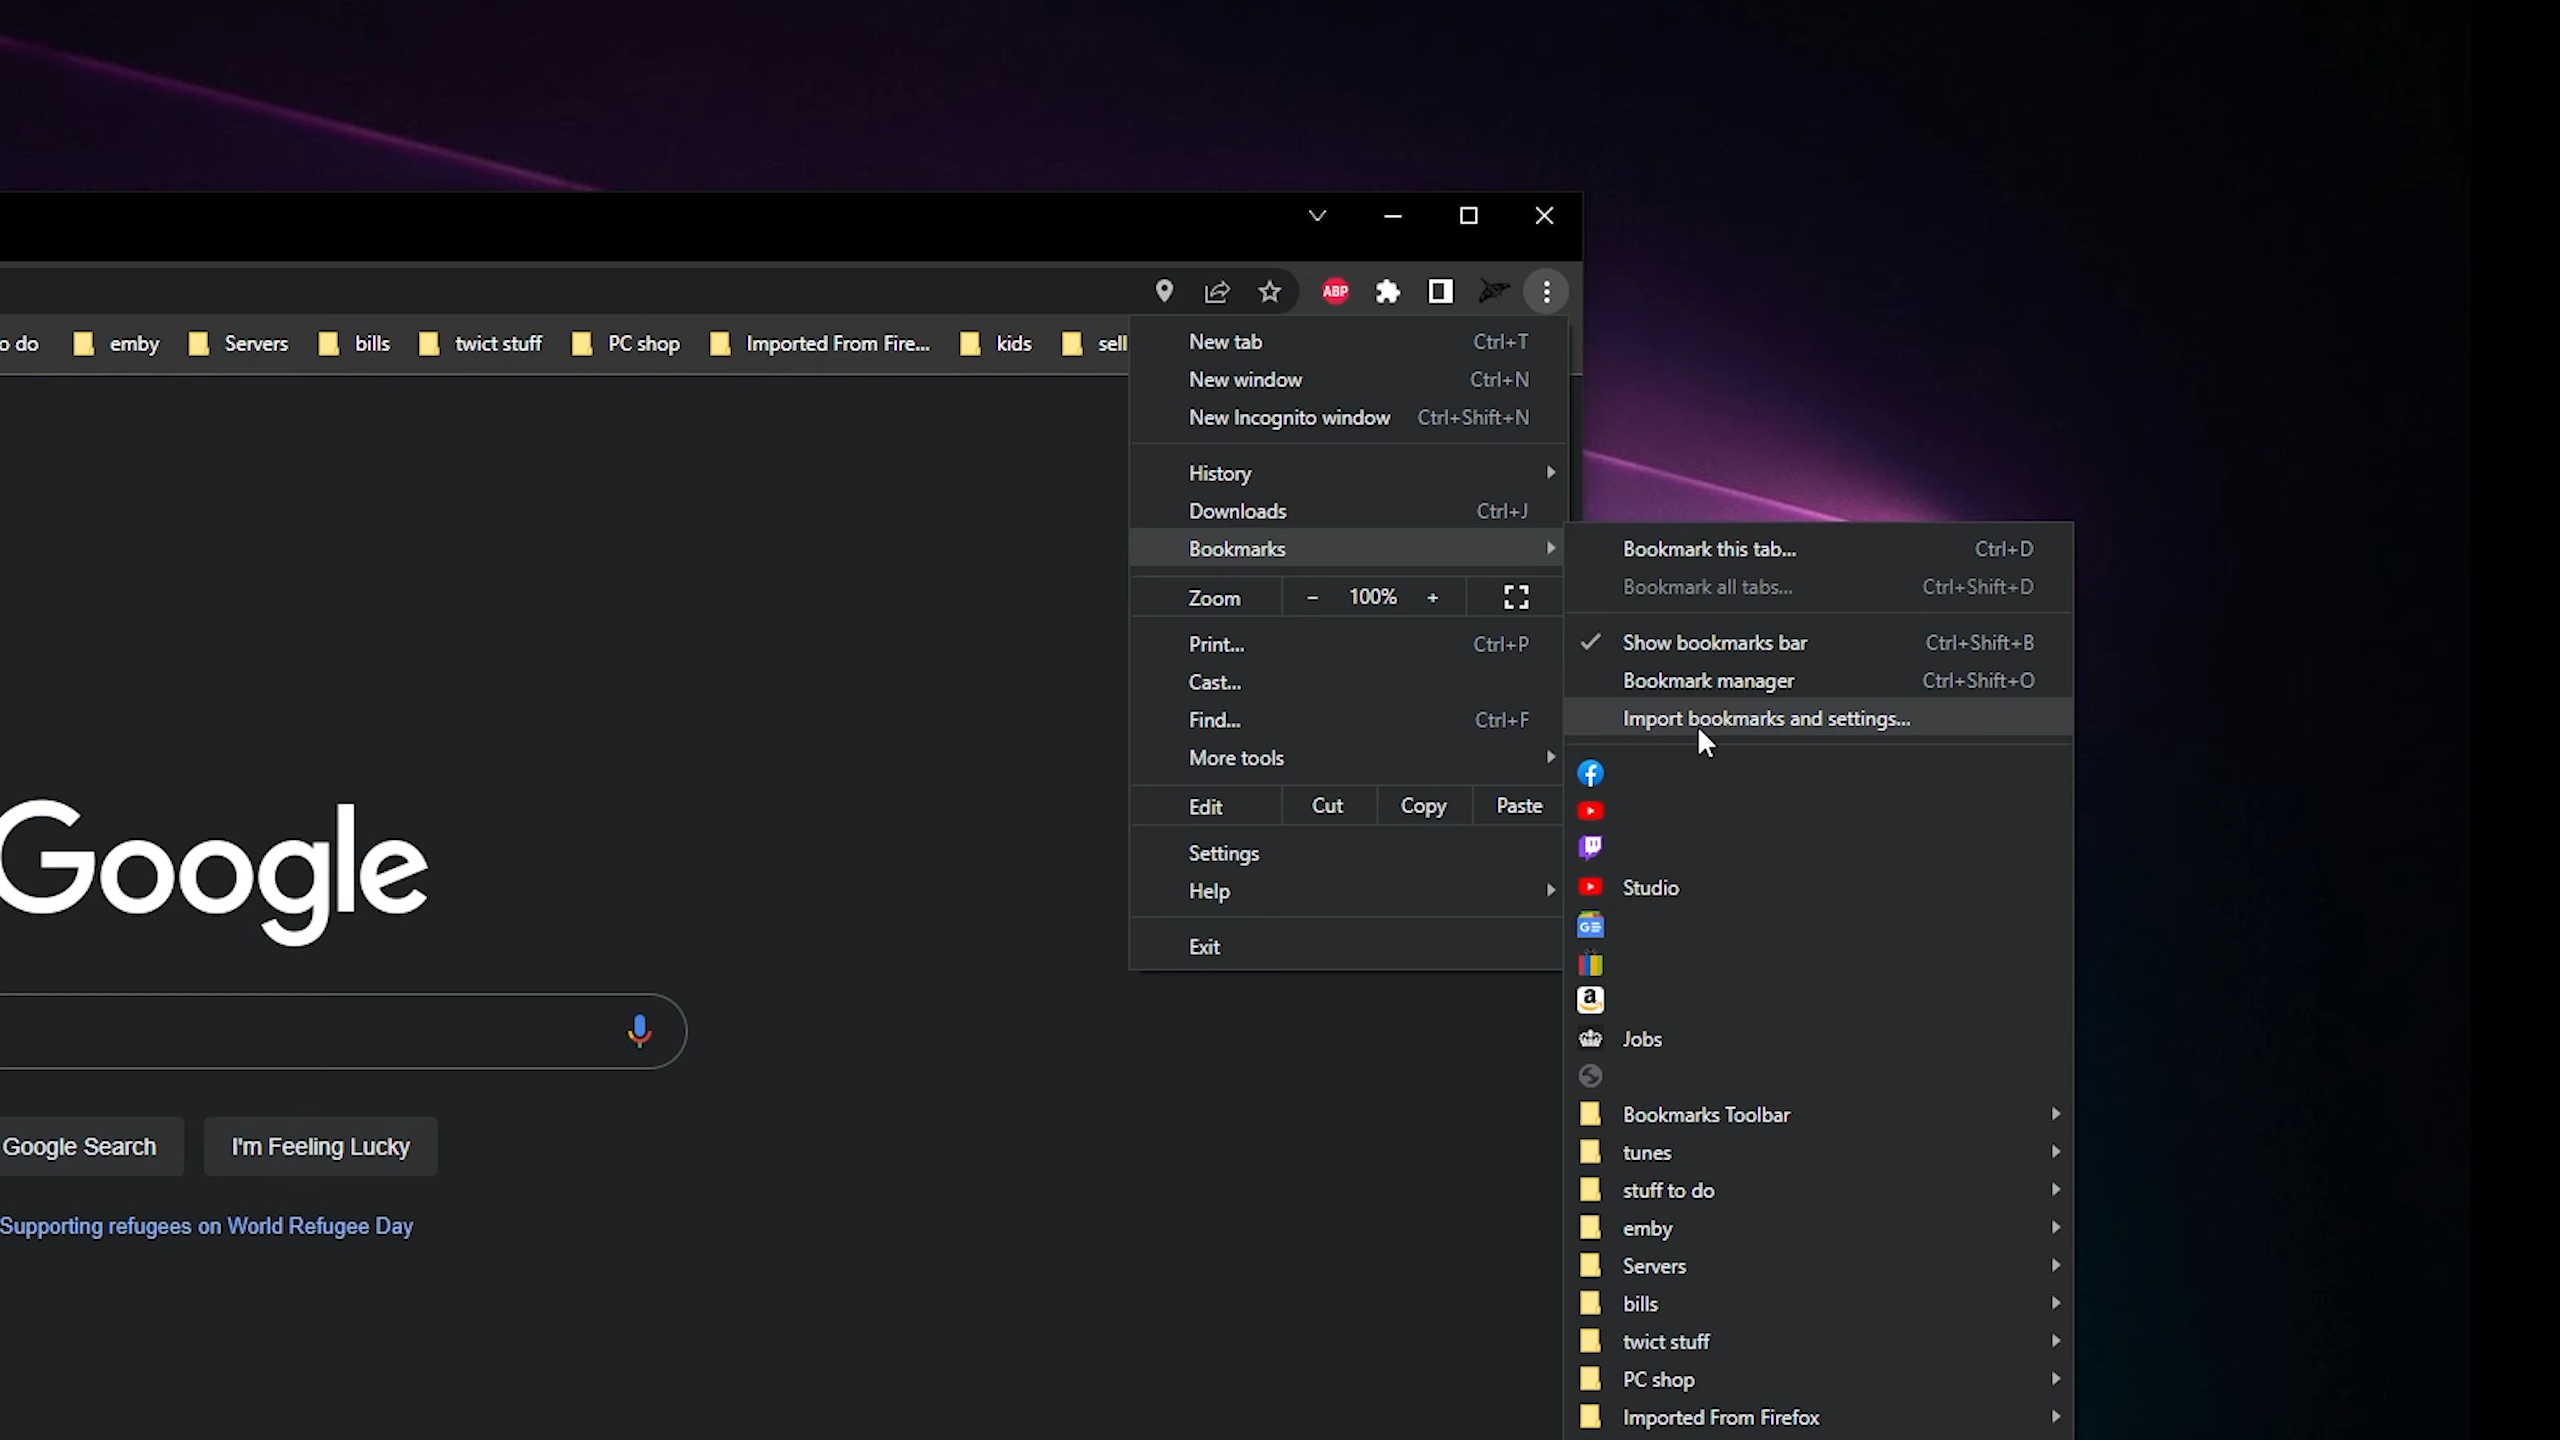 ABP
o do
emby
Servers
bills
twict stuff
PC shop
Imported From Fire...
kids
sell
New tab Ctrl+T
New window Ctrl+N
New Incognito window Ctrl+Shift+N
History
Downloads Ctrl+J
Bookmarks
Zoom - 100% +
Print... Ctrl+P
Cast...
Find... Ctrl+F
More tools
Edit Cut Copy Paste
Settings
Help
Exit
Bookmark this tab... Ctrl+D
Bookmark all tabs... Ctrl+Shift+D
Show bookmarks bar Ctrl+Shift+B
Bookmark manager Ctrl+Shift+O
Import bookmarks and settings...
Studio
GE
a
Jobs
Bookmarks Toolbar
tunes
stuff to do
emby
Servers
bills
twict stuff
PC shop
Imported From Firefox
Google
Google Search
I'm Feeling Lucky
Supporting refugees on World Refugee Day